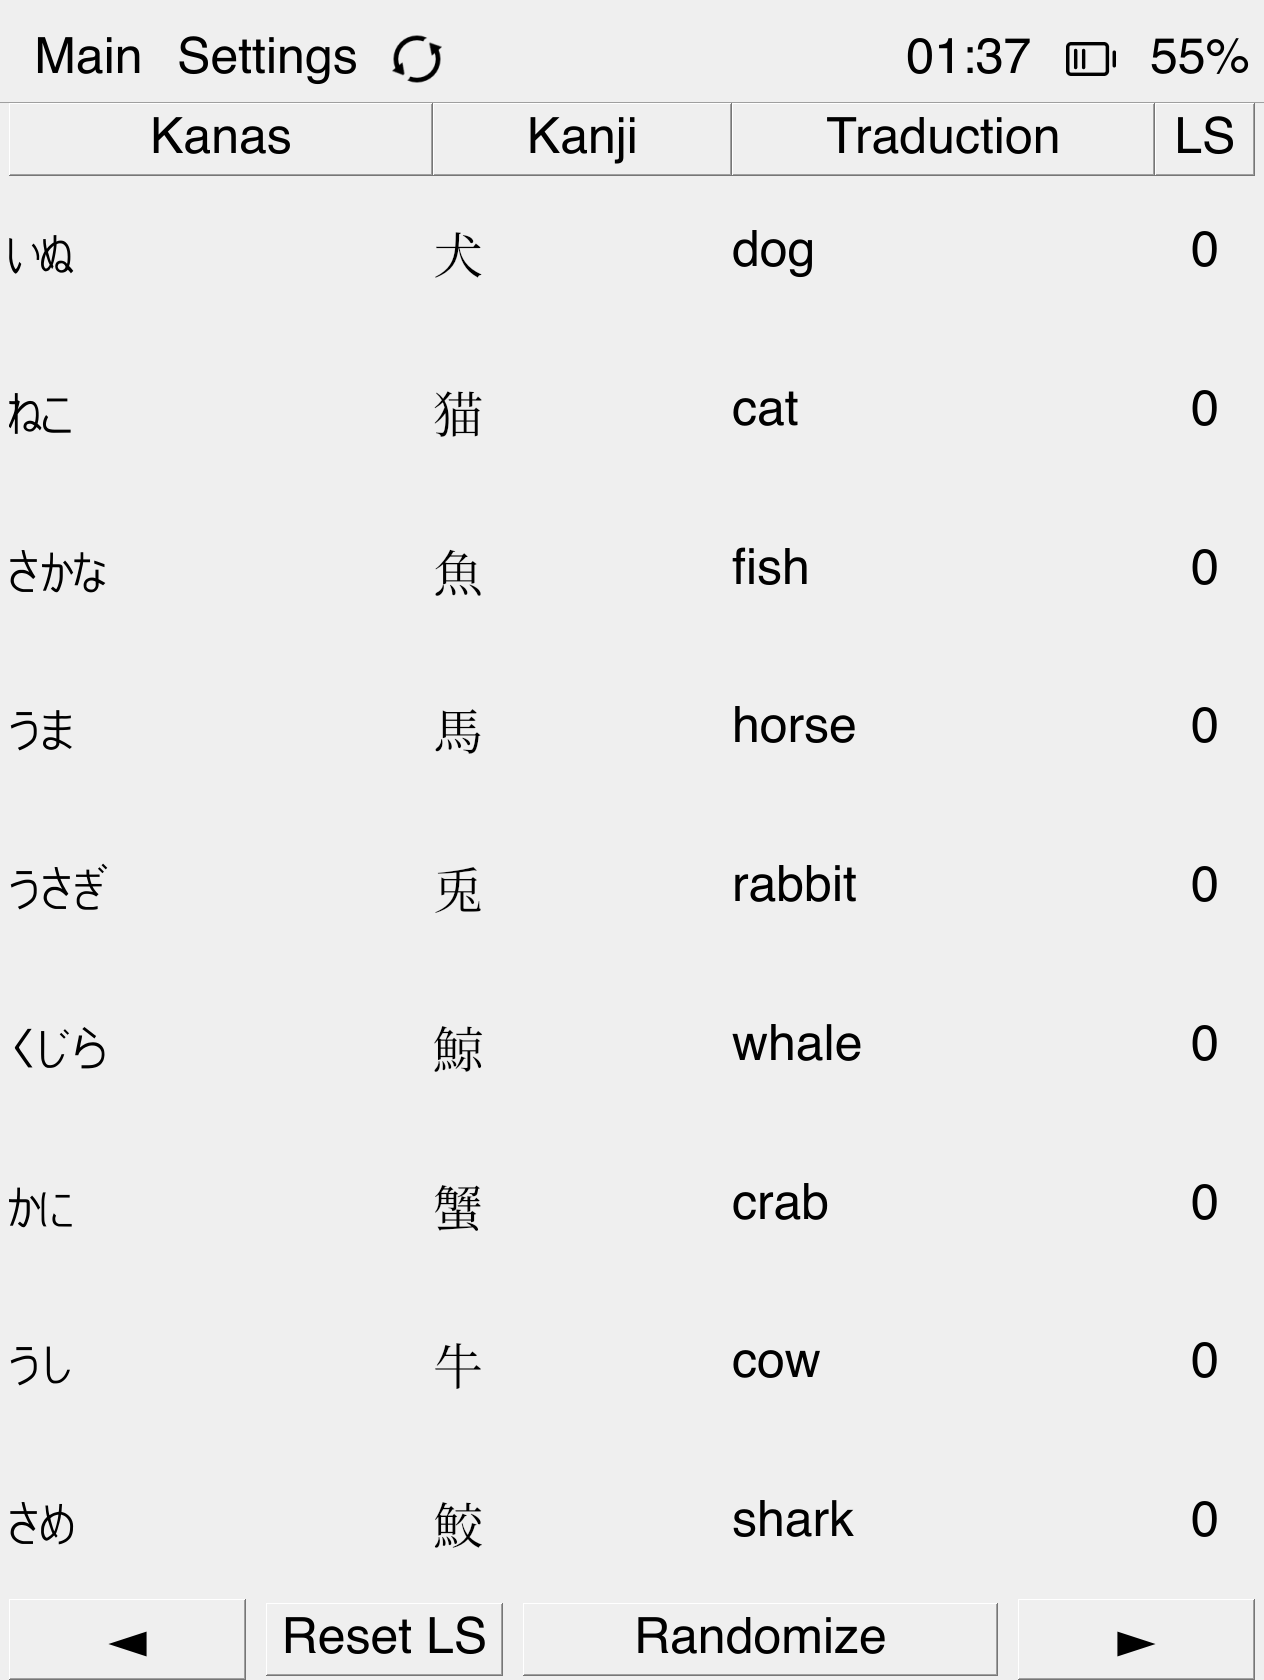 Main Settings 01:37 55%
Kanas Kanji Traduction LS
いぬ 犬 dog 0
ねこ 猫 cat 0
さかな 魚 fish 0
うま 馬 horse 0
うさぎ 兎 rabbit 0
くじら 鯨 whale 0
かに 蟹 crab 0
うし 牛 cow 0
さめ 鮫 shark 0
◄ Reset LS Randomize ►